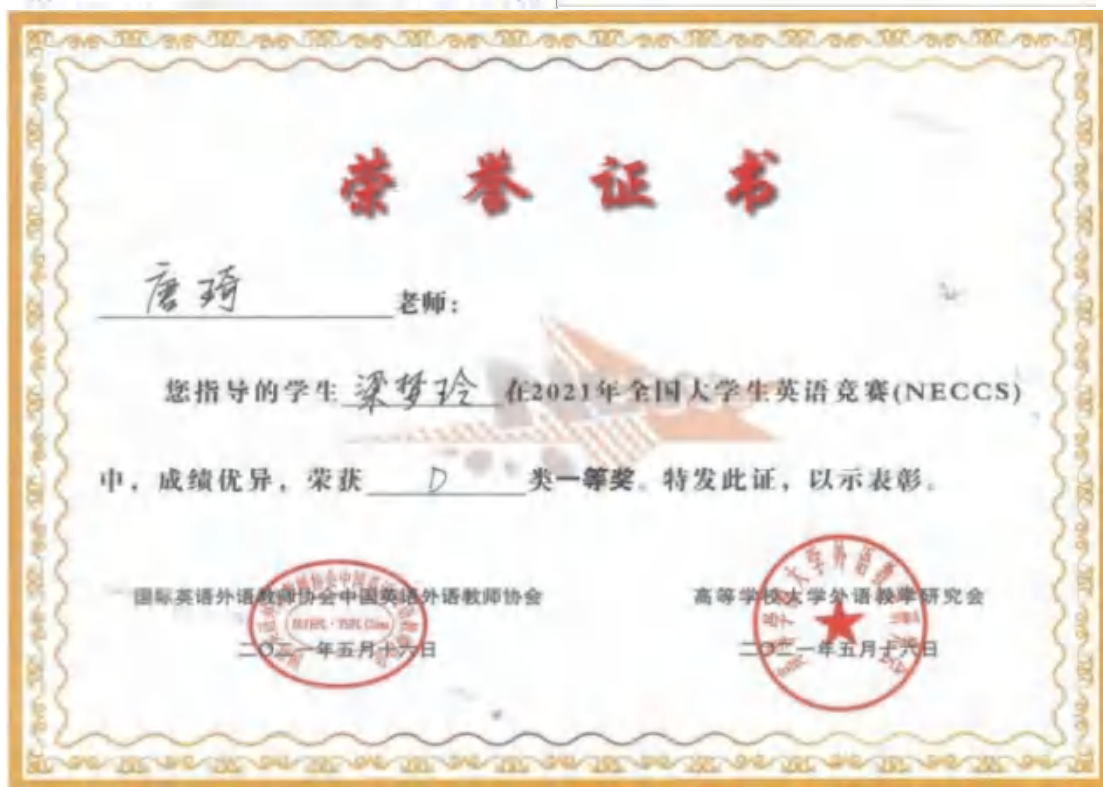 荣誉证书
唐琦 老师：
您指导的学生 梁梦玲 在2021年全国大学生英语竞赛(NECCS)
中，成绩优异，荣获 D 类一等奖。特发此证，以示表彰。
国际英语外语教师协会中国英语外语教师协会
高等学校大学外语教学研究会
二〇二一年五月十六日
二〇二一年五月十六日